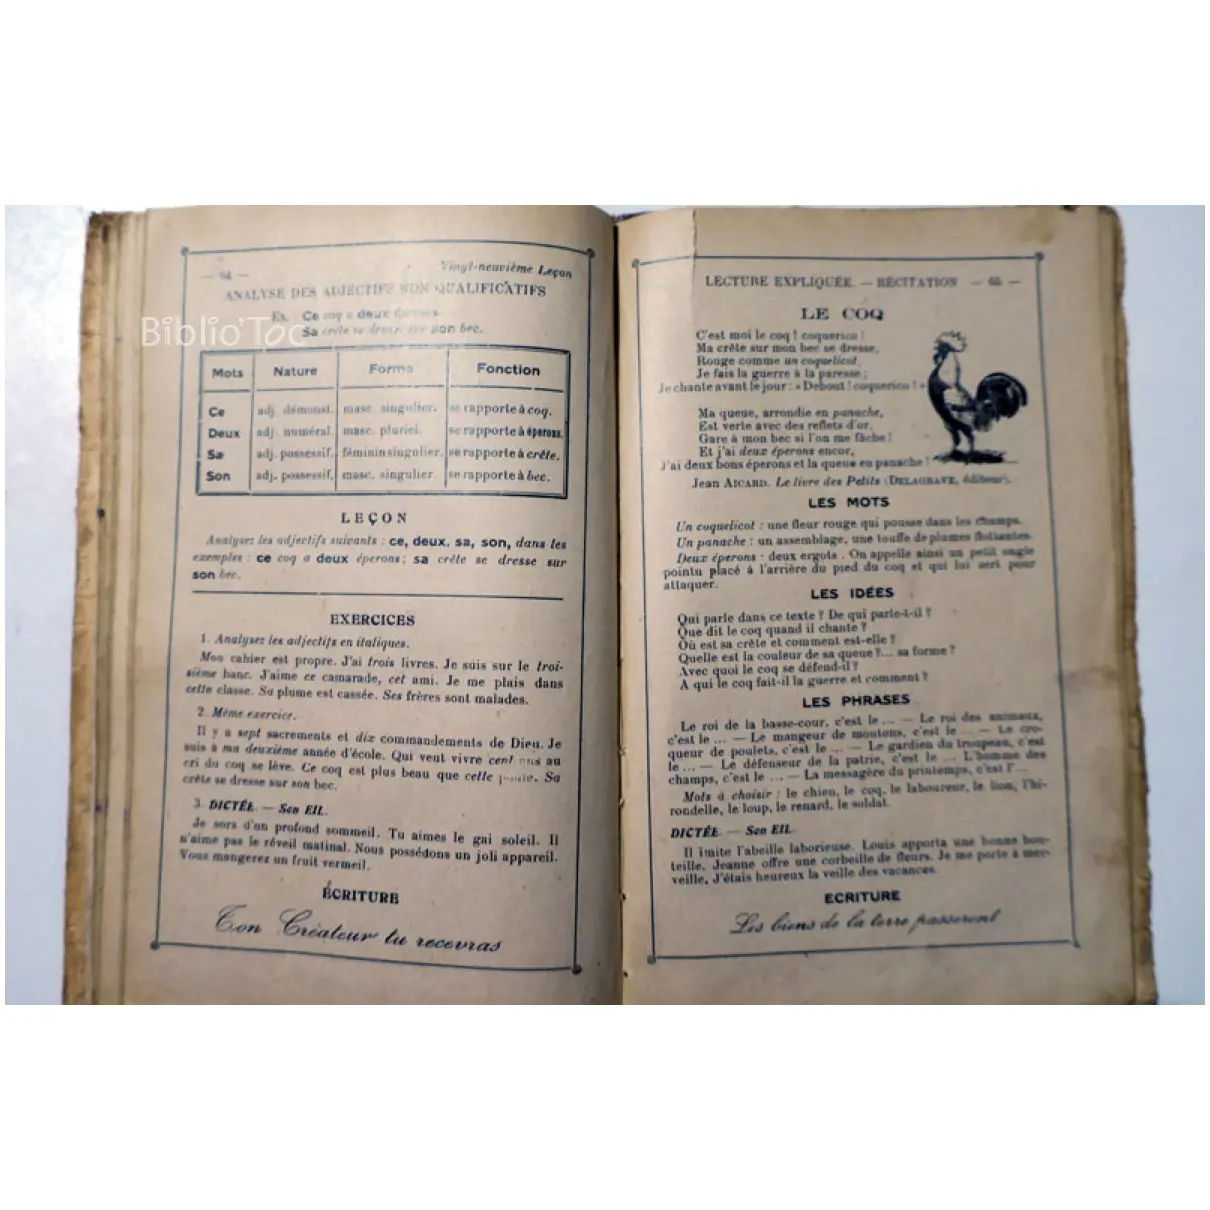 — 64 —
Vingt-neuvième Leçon
ANALYSE DES ADJECTIFS NON QUALIFICATIFS
Biblio'Toc
Ex. Ce coq a deux éperons.
Sa crête se dresse sur son bec.
Mots Nature Forme Fonction
Ce adj. démonst. masc. singulier. se rapporte à coq.
Deux adj. numéral. masc. pluriel. se rapporte à éperons.
Sa adj. possessif. féminin singulier. se rapporte à crête.
Son adj. possessif. masc. singulier. se rapporte à bec.
LEÇON
Analysez les adjectifs suivants : ce, deux, sa, son, dans les
exemples : ce coq a deux éperons; sa crête se dresse sur
son bec.
EXERCICES
1. Analysez les adjectifs en italiques.
Mon cahier est propre. J'ai trois livres. Je suis sur le troi-
sième banc. J'aime ce camarade, cet ami. Je me plais dans
cette classe. Sa plume est cassée. Ses frères sont malades.
2. Même exercice.
Il y a sept sacrements et dix commandements de Dieu. Je
suis à ma deuxième année d'école. Qui veut vivre cent ans au
cri du coq se lève. Ce coq est plus beau que cette poule. Sa
crête se dresse sur son bec.
3. DICTÉE. — Son EIL.
Je sors d'un profond sommeil. Tu aimes le gai soleil. Il
n'aime pas le réveil matinal. Nous possédons un joli appareil.
Vous mangerez un fruit vermeil.
ÉCRITURE
Ton Créateur tu recevras
LECTURE EXPLIQUÉE. — RÉCITATION — 65 —
LE COQ
C'est moi le coq ! coquerico !
Ma crête sur mon bec se dresse,
Rouge comme un coquelicot,
Je fais la guerre à la paresse ;
Je chante avant le jour : « Debout ! coquerico ! »
Ma queue, arrondie en panache,
Est verte avec des reflets d'or.
Gare à mon bec si l'on me fâche !
Et j'ai deux éperons encor,
J'ai deux bons éperons et la queue en panache !
Jean AICARD. Le livre des Petits (DELAGRAVE, éditeur).
LES MOTS
Un coquelicot : une fleur rouge qui pousse dans les champs.
Un panache : un assemblage, une touffe de plumes flottantes.
Deux éperons : deux ergots. On appelle ainsi un petit ongle
pointu placé à l'arrière du pied du coq et qui lui sert pour
attaquer.
LES IDÉES
Qui parle dans ce texte ? De qui parle-t-il ?
Que dit le coq quand il chante ?
Où est sa crête et comment est-elle ?
Quelle est la couleur de sa queue ?... sa forme ?
Avec quoi le coq se défend-il ?
A qui le coq fait-il la guerre et comment ?
LES PHRASES
Le roi de la basse-cour, c'est le ... — Le roi des animaux,
c'est le ... — Le mangeur de moutons, c'est le ... — Le cro-
queur de poulets, c'est le ... — Le gardien du troupeau, c'est
le ... — Le défenseur de la patrie, c'est le ... L'homme des
champs, c'est le ... — La messagère du printemps, c'est l'...
Mots à choisir : le chien, le coq, le laboureur, le lion, l'hi-
rondelle, le loup, le renard, le soldat.
DICTÉE. — Son EIL
Il imite l'abeille laborieuse. Louis apporta une bonne bou-
teille. Jeanne offre une corbeille de fleurs. Je me porte à mer-
veille. J'étais heureux la veille des vacances.
ECRITURE
Les biens de la terre passeront